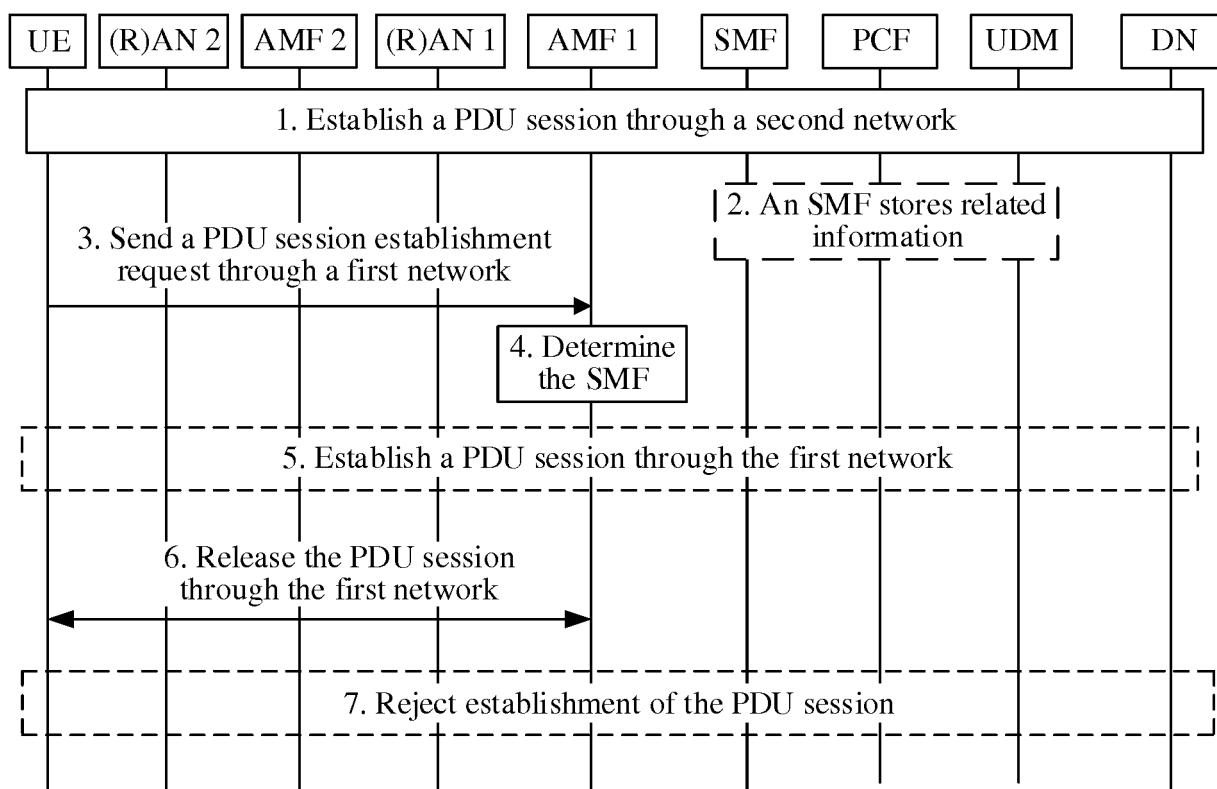 UE (R)AN 2 AMF 2 (R)AN 1 AMF 1 SMF PCF UDM DN
1. Establish a PDU session through a second network
2. An SMF stores related
information
3. Send a PDU session establishment
request through a first network
4. Determine
the SMF
5. Establish a PDU session through the first network
6. Release the PDU session
through the first network
7. Reject establishment of the PDU session